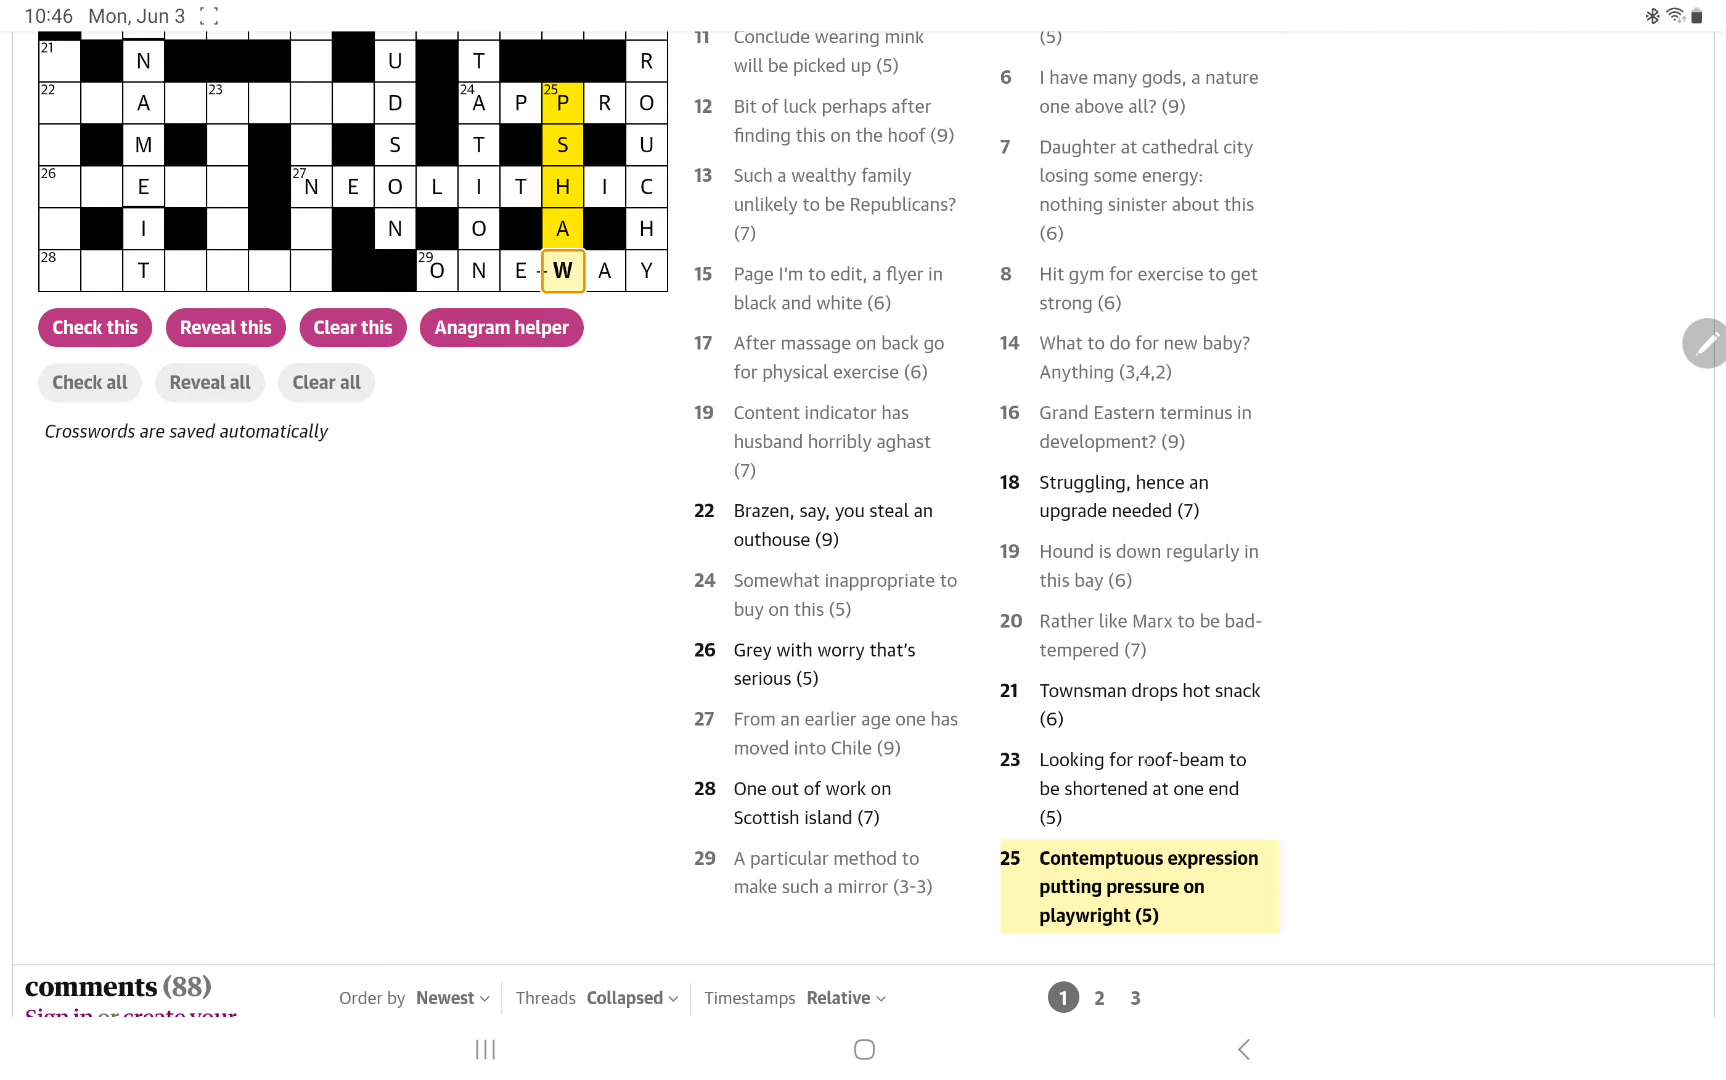 10:46 Mon, Jun 3
21 N U T R
22 A 23 D 24 A P 25 P R O
M S T S U
26 E 27 N E O L I T H I C
I N O A H
28 T 29 O N E - W A Y
Check this Reveal this Clear this Anagram helper
Check all Reveal all Clear all
Crosswords are saved automatically
11 Conclude wearing mink
will be picked up (5)
12 Bit of luck perhaps after
finding this on the hoof (9)
13 Such a wealthy family
unlikely to be Republicans?
(7)
15 Page I'm to edit, a flyer in
black and white (6)
17 After massage on back go
for physical exercise (6)
19 Content indicator has
husband horribly aghast
(7)
22 Brazen, say, you steal an
outhouse (9)
24 Somewhat inappropriate to
buy on this (5)
26 Grey with worry that's
serious (5)
27 From an earlier age one has
moved into Chile (9)
28 One out of work on
Scottish island (7)
29 A particular method to
make such a mirror (3-3)
(5)
6 I have many gods, a nature
one above all? (9)
7 Daughter at cathedral city
losing some energy:
nothing sinister about this
(6)
8 Hit gym for exercise to get
strong (6)
14 What to do for new baby?
Anything (3,4,2)
16 Grand Eastern terminus in
development? (9)
18 Struggling, hence an
upgrade needed (7)
19 Hound is down regularly in
this bay (6)
20 Rather like Marx to be bad-
tempered (7)
21 Townsman drops hot snack
(6)
23 Looking for roof-beam to
be shortened at one end
(5)
25 Contemptuous expression
putting pressure on
playwright (5)
comments (88)
Order by Newest Threads Collapsed Timestamps Relative 1 2 3
Sign in or create your